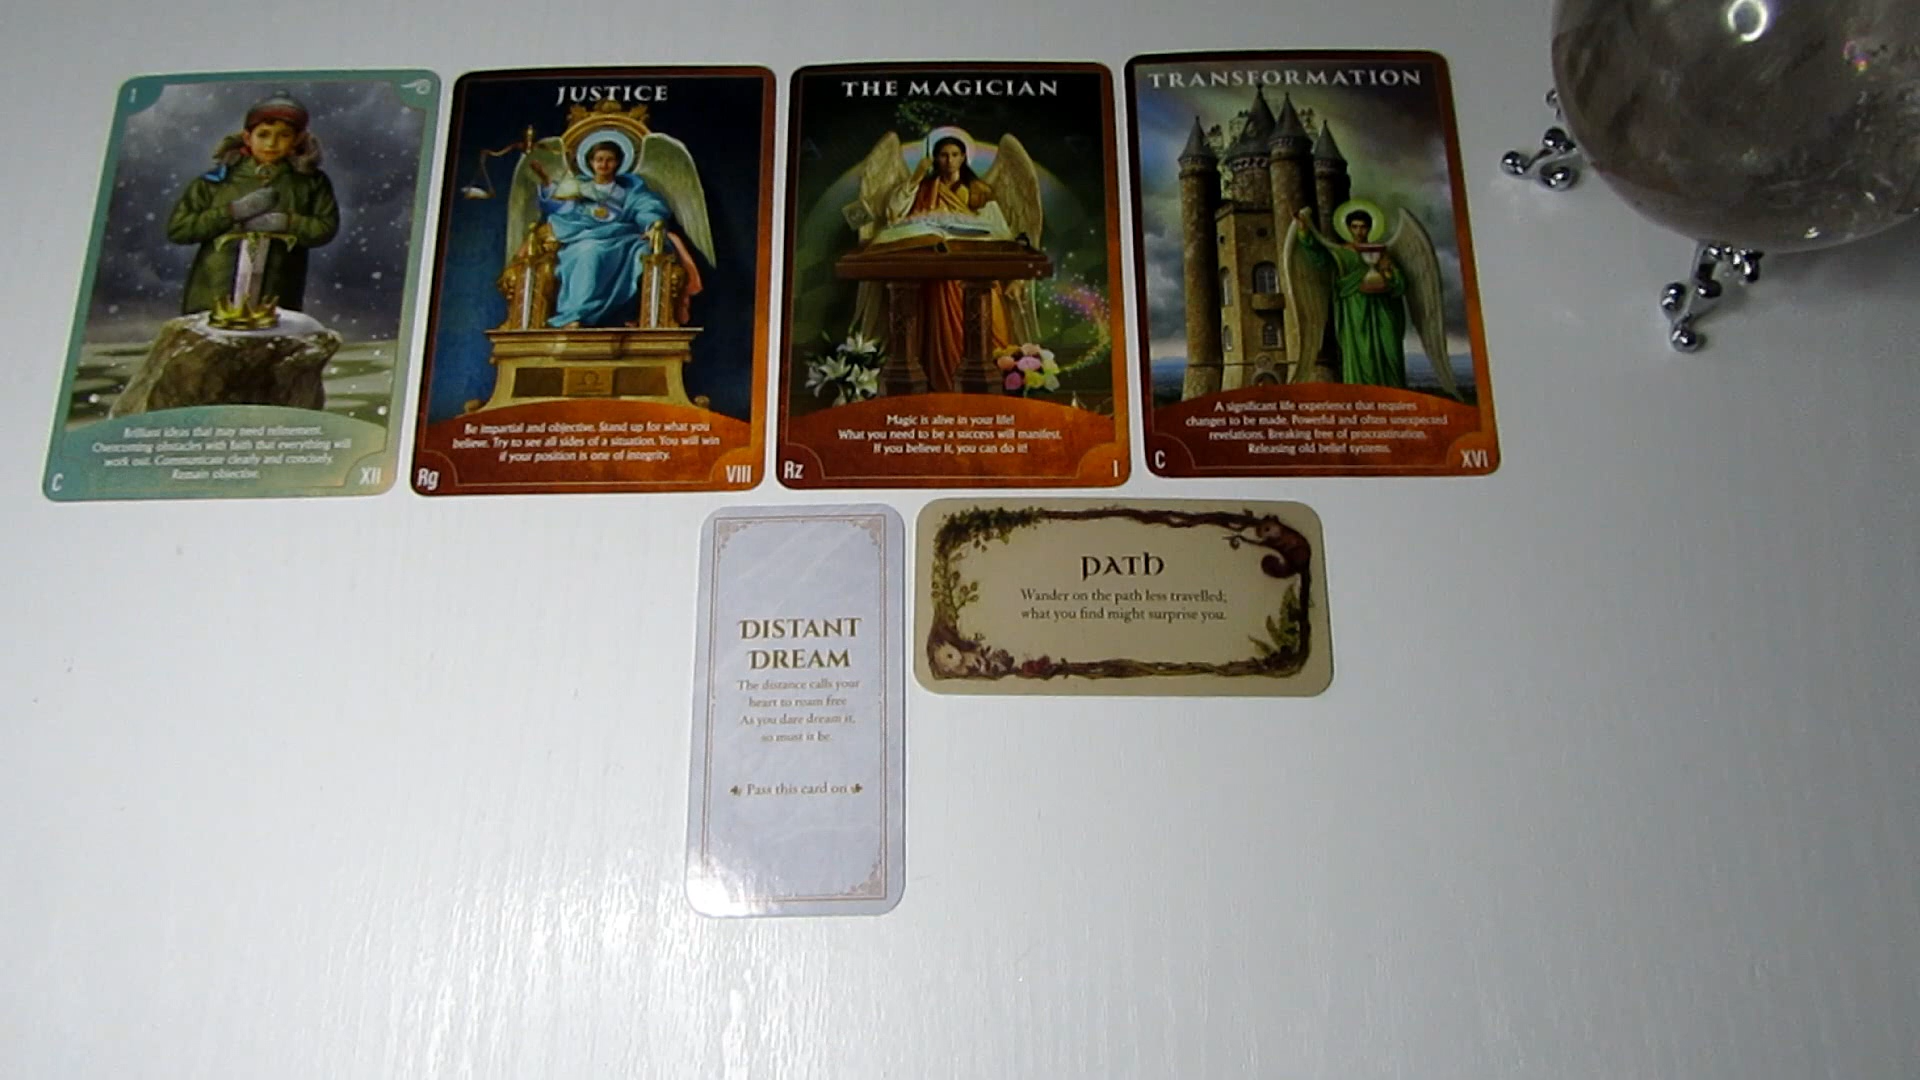 1
Brilliant ideas that may need refinement.
Overcoming obstacles with faith that everything will
work out. Communicate clearly and concisely.
Remain objective.
C
XII
JUSTICE
Be impartial and objective. Stand up for what you
believe. Try to see all sides of a situation. You will win
if your position is one of integrity.
Rg
VIII
THE MAGICIAN
Magic is alive in your life!
What you need to be a success will manifest.
If you believe it, you can do it!
Rz
I
TRANSFORMATION
A significant life experience that requires
changes to be made. Powerful and often unexpected
revelations. Breaking free of procrastination.
Releasing old belief systems.
C
XVI
DISTANT
DREAM
The distance calls your
heart to roam free
As you dare dream it,
so must it be.
Pass this card on
PATH
Wander on the path less travelled;
what you find might surprise you.